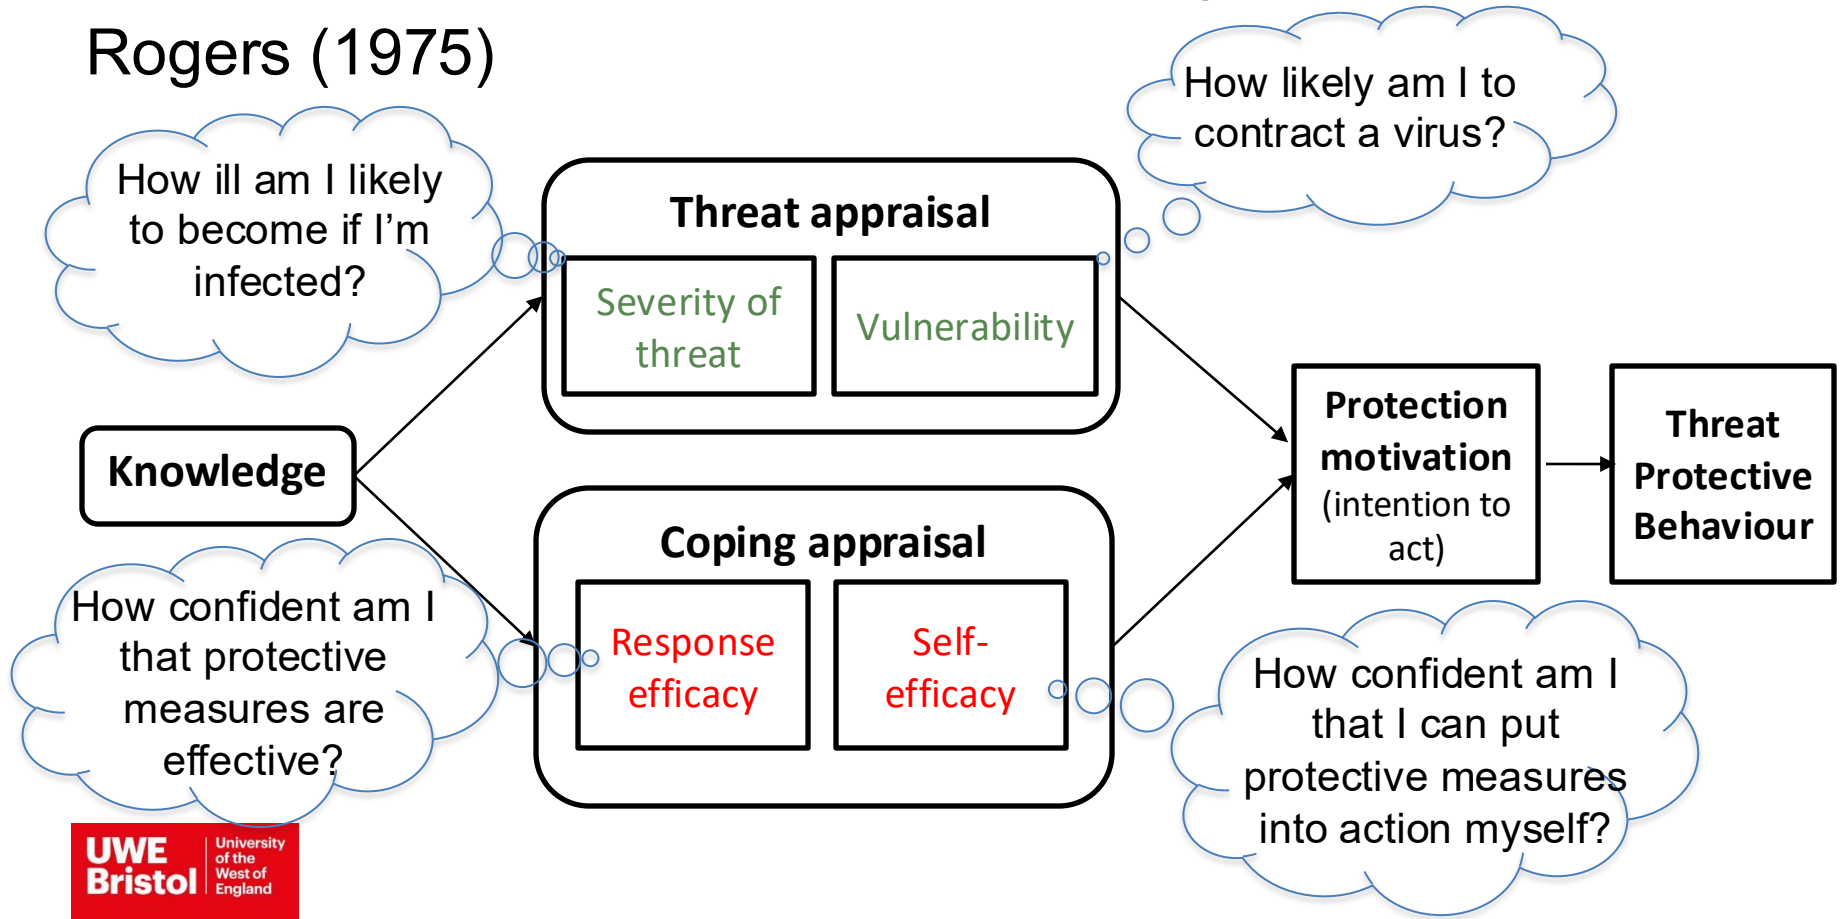 Rogers (1975)
How likely am I to
contract a virus?
How ill am I likely
to become if I'm
infected?
Threat appraisal
Severity of
threat
Vulnerability
Knowledge
Protection
motivation
(intention to
act)
Threat
Protective
Behaviour
Coping appraisal
Response
efficacy
Self-
efficacy
How confident am I
that protective
measures are
effective?
How confident am I
that I can put
protective measures
into action myself?
UWE
Bristol
University
of the
West of
England